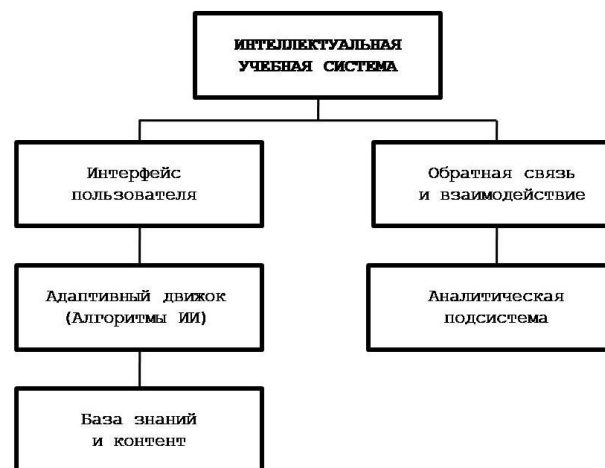 ИНТЕЛЛЕКТУАЛЬНАЯ
УЧЕБНАЯ СИСТЕМА
Интерфейс
пользователя
Обратная связь
и взаимодействие
Адаптивный движок
(Алгоритмы ИИ)
Аналитическая
подсистема
База знаний
и контент